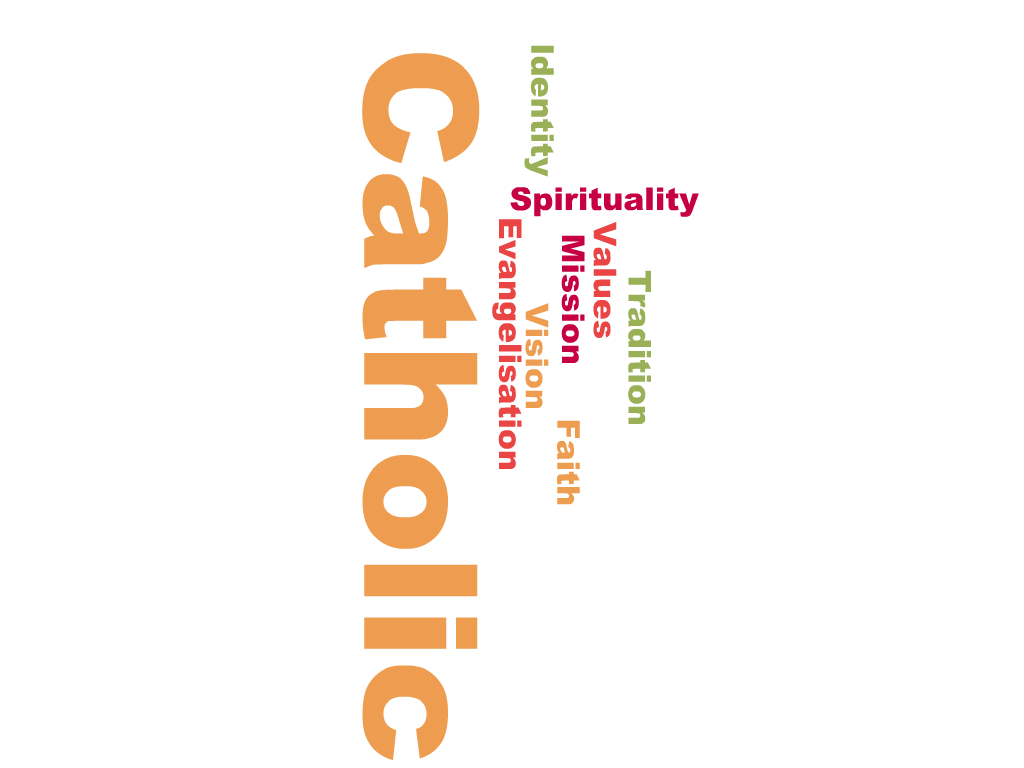 Catholic
Identity
Spirituality
Evangelisation
Vision
Mission
Values
Tradition
Faith